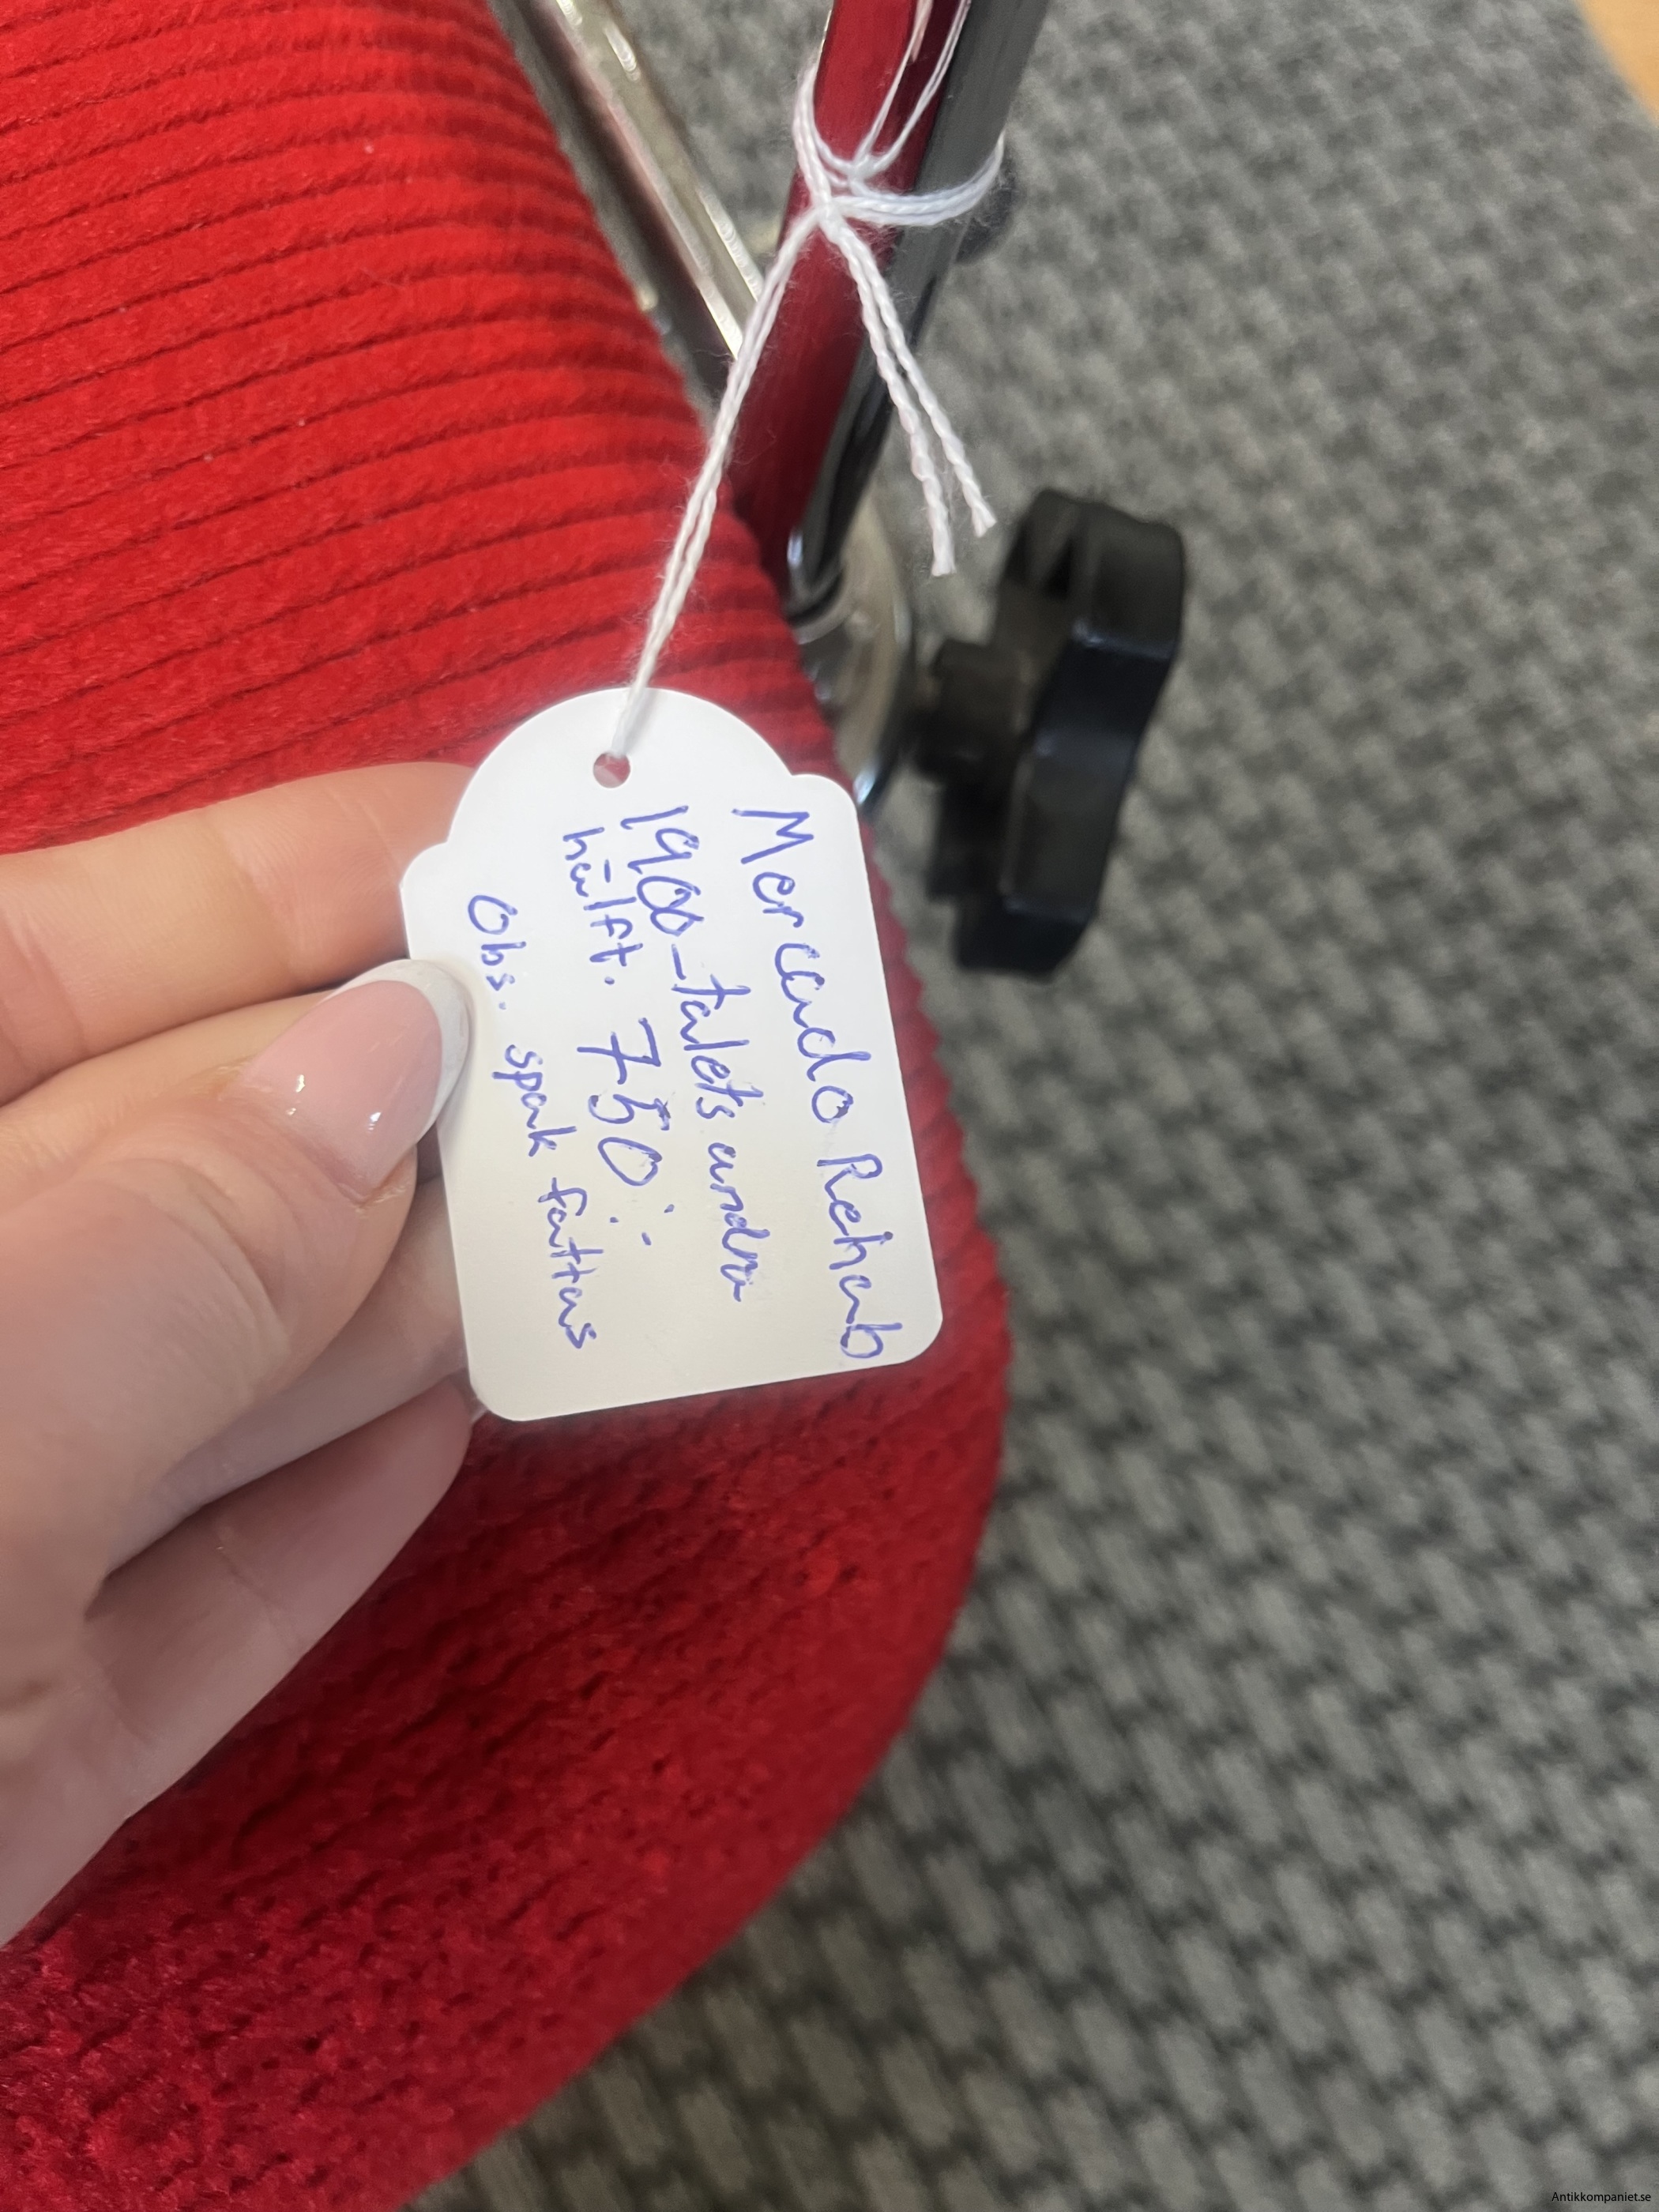 Mercado Rehab
1900-talets andra
hälft. 750:-
Obs. spak fattas
Antikkompaniet.se